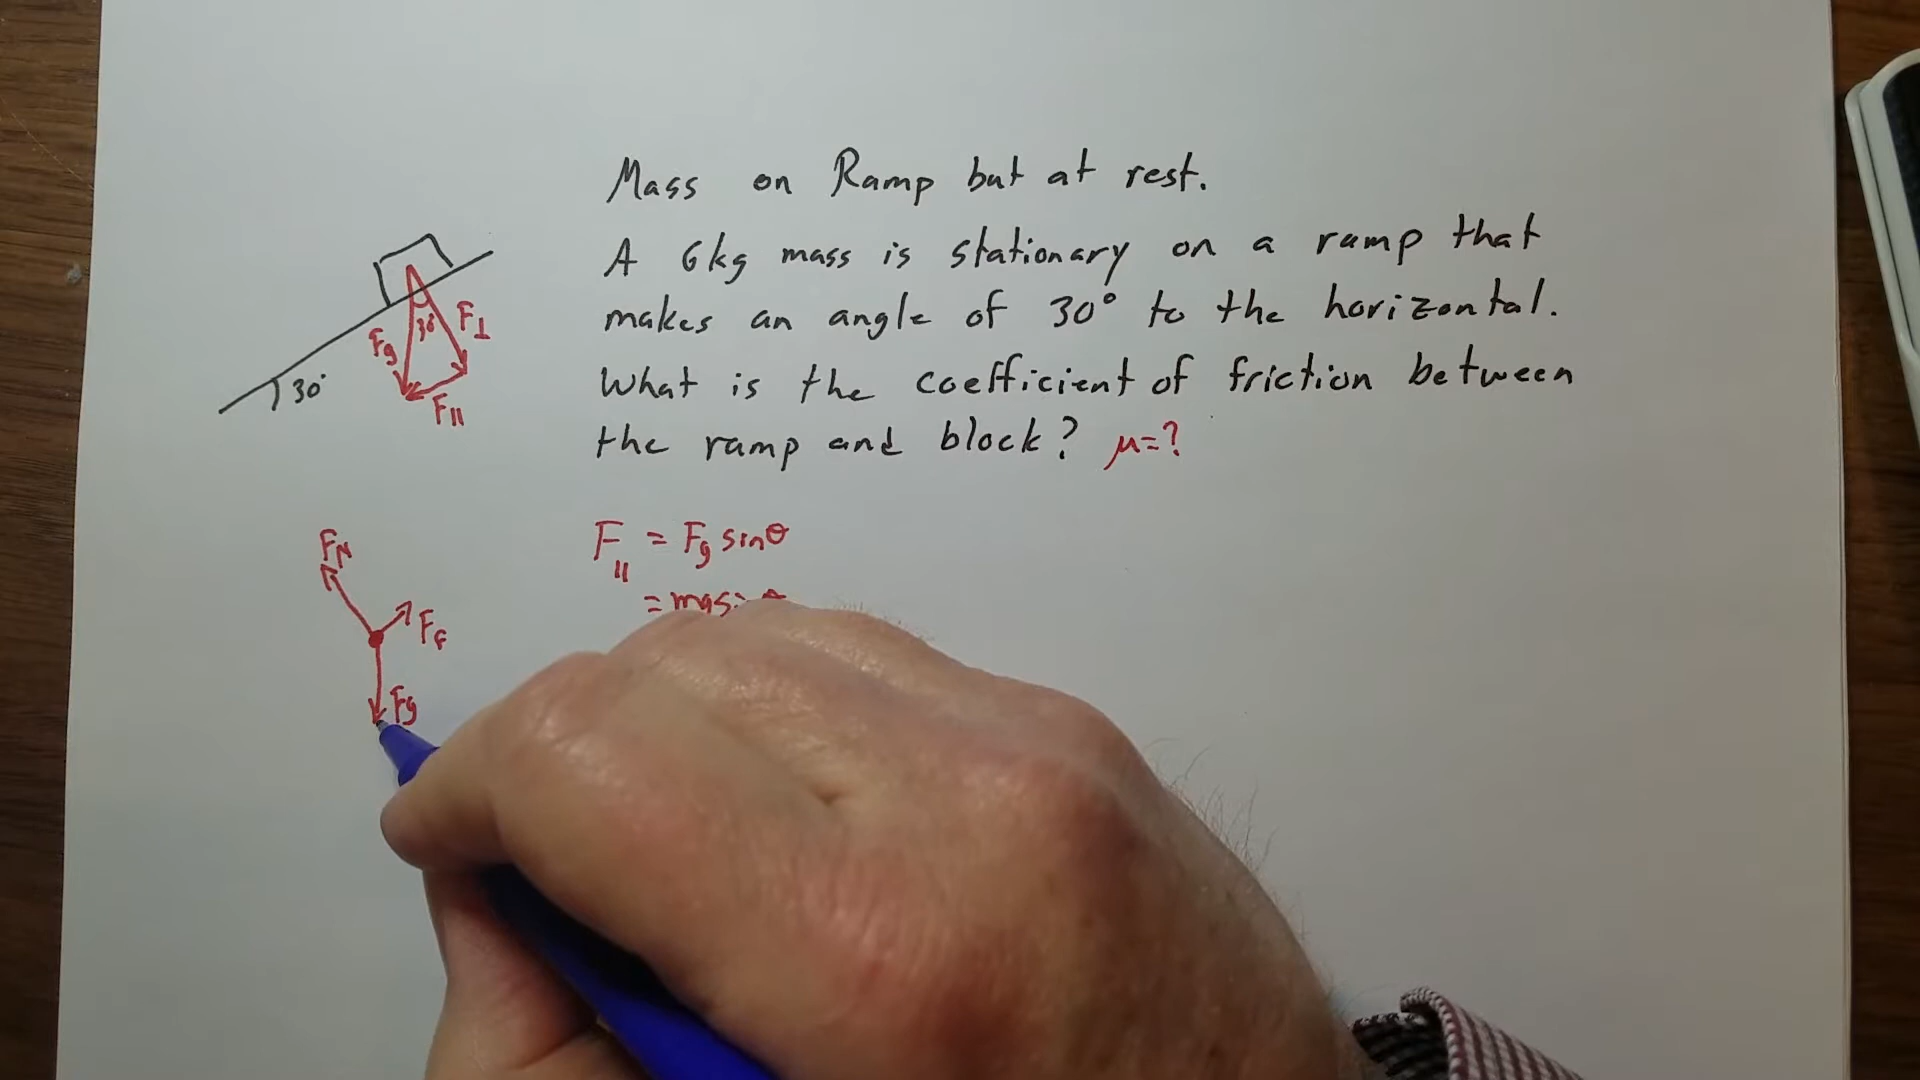 Mass on Ramp but at rest.
A 6kg mass is stationary on a ramp that
makes an angle of 30° to the horizontal.
What is the coefficient of friction between
the ramp and block? μ=?
30°
Fg
30°
F⊥
F||
FN
Ff
Fg
F|| = Fg sinθ
= mg